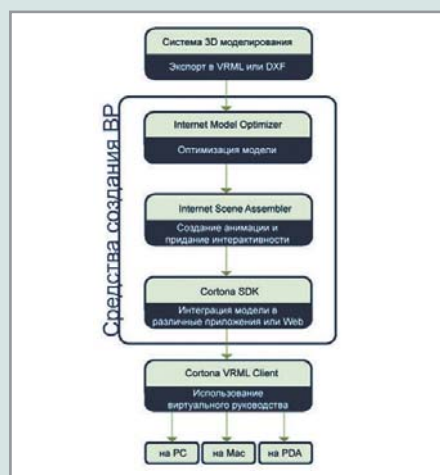 Система 3D моделирования
Экспорт в VRML или DXF
Средства создания ВР
Internet Model Optimizer
Оптимизация модели
Internet Scene Assembler
Создание анимации и
придание интерактивности
Cortona SDK
Интеграция модели в
различные приложения или Web
Cortona VRML Client
Использование
виртуального руководства
на PC
на Mac
на PDA